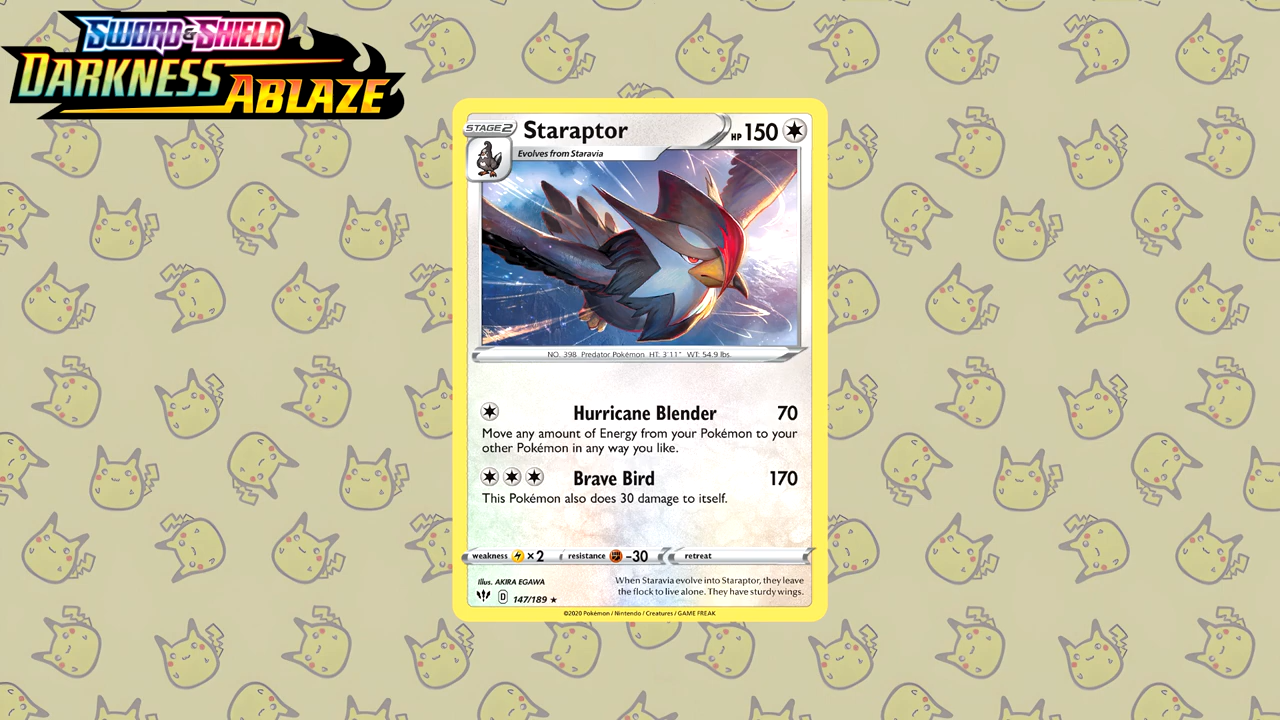 SWORD & SHIELD
DARKNESS ABLAZE
STAGE 2 Staraptor HP 150
Evolves from Staravia
NO. 398 Predator Pokémon HT: 3'11" WT: 54.9 lbs.
Hurricane Blender 70
Move any amount of Energy from your Pokémon to your
other Pokémon in any way you like.
Brave Bird 170
This Pokémon also does 30 damage to itself.
weakness ×2 resistance -30 retreat
Illus. AKIRA EGAWA
D 147/189 ★
When Staravia evolve into Staraptor, they leave
the flock to live alone. They have sturdy wings.
©2020 Pokémon / Nintendo / Creatures / GAME FREAK